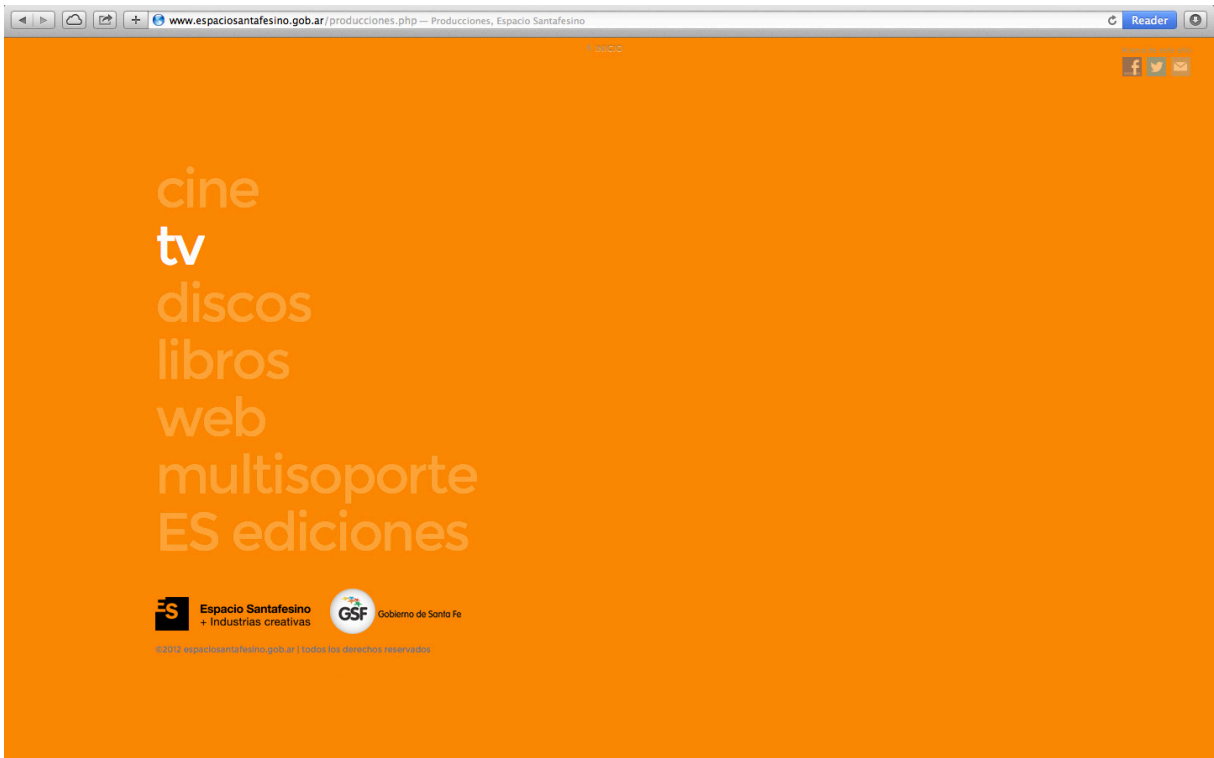 www.espaciosantafesino.gob.ar/producciones.php — Producciones, Espacio Santafesino
Reader
cine
tv
discos
libros
web
multisoporte
ES ediciones
ES
Espacio Santafesino
+ Industrias creativas
GSF
Gobierno de Santa Fe
©2012 espaciosantafesino.gob.ar | todos los derechos reservados